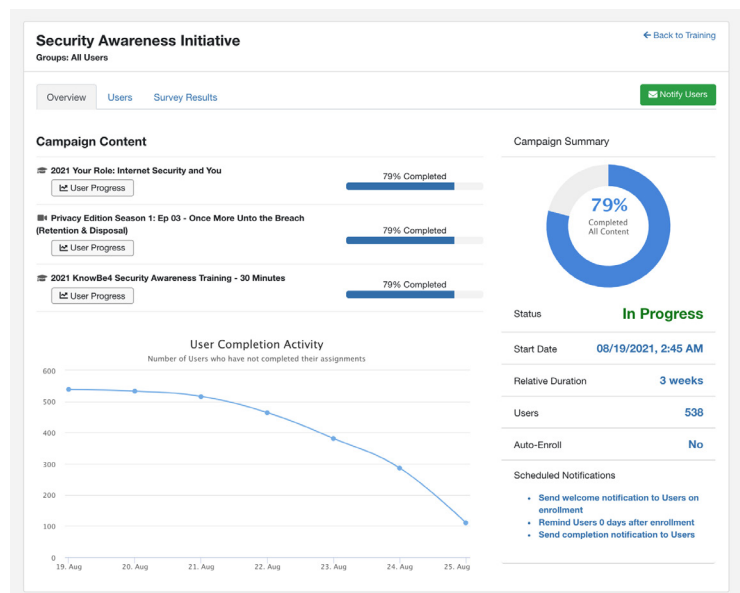 Security Awareness Initiative
← Back to Training
Groups: All Users
Overview Users Survey Results
Notify Users
Campaign Content
2021 Your Role: Internet Security and You
User Progress
79% Completed
Privacy Edition Season 1: Ep 03 - Once More Unto the Breach
(Retention & Disposal)
User Progress
79% Completed
2021 KnowBe4 Security Awareness Training - 30 Minutes
User Progress
79% Completed
User Completion Activity
Number of Users who have not completed their assignments
600
500
400
300
200
100
0
19. Aug 20. Aug 21. Aug 22. Aug 23. Aug 24. Aug 25. Aug
Campaign Summary
79%
Completed
All Content
Status In Progress
Start Date 08/19/2021, 2:45 AM
Relative Duration 3 weeks
Users 538
Auto-Enroll No
Scheduled Notifications
• Send welcome notification to Users on
enrollment
• Remind Users 0 days after enrollment
• Send completion notification to Users